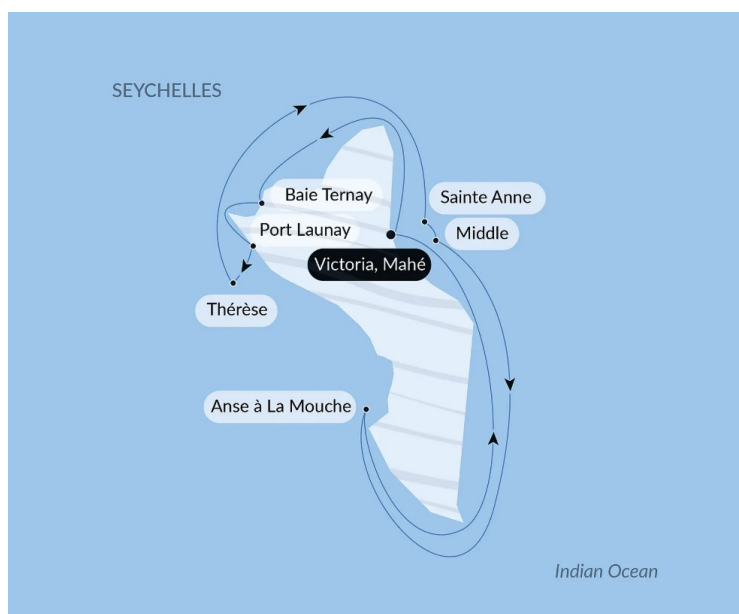 SEYCHELLES
Baie Ternay
Sainte Anne
Port Launay
Middle
Victoria, Mahé
Thérèse
Anse à La Mouche
Indian Ocean